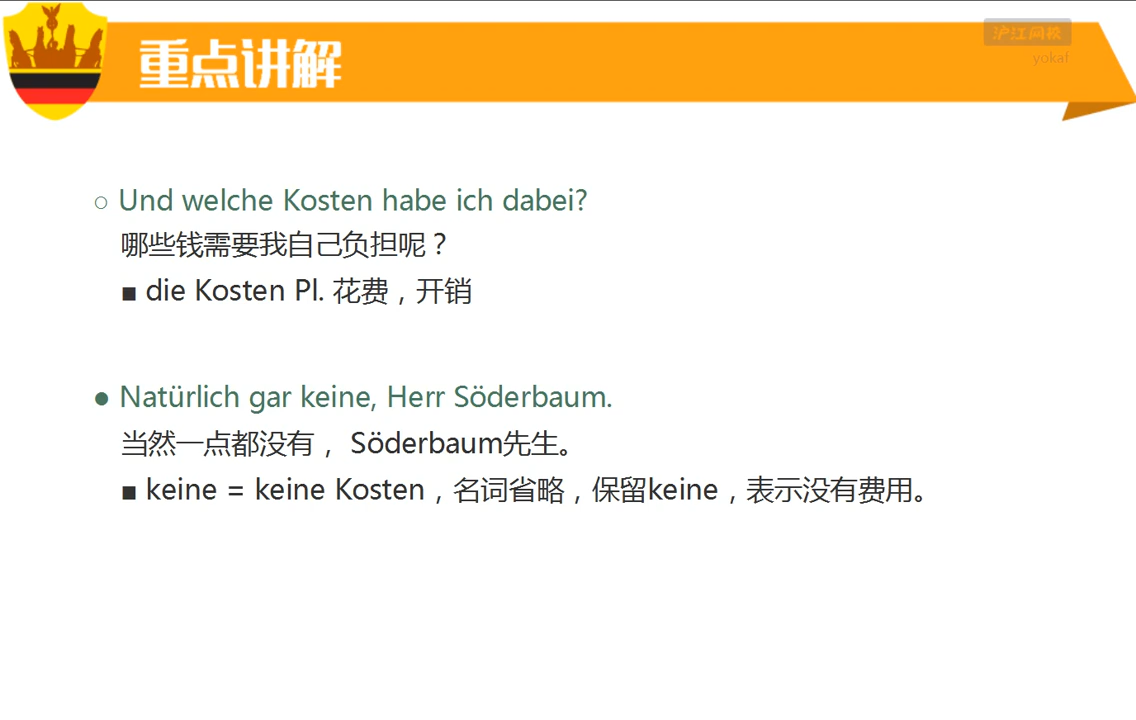 重点讲解
沪江网校
yokaf
○ Und welche Kosten habe ich dabei?
哪些钱需要我自己负担呢？
■ die Kosten Pl. 花费，开销
● Natürlich gar keine, Herr Söderbaum.
当然一点都没有， Söderbaum先生。
■ keine = keine Kosten，名词省略，保留keine，表示没有费用。